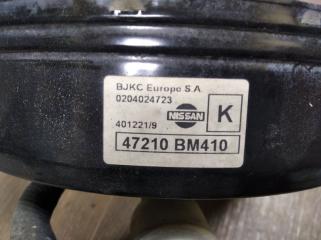 BJKC Europe S.A
0204024723
401221/9
NISSAN
K
47210 BM410